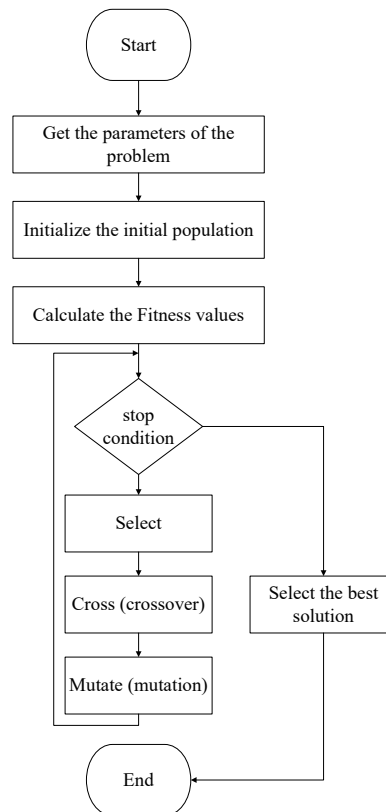 Start
Get the parameters of the
problem
Initialize the initial population
Calculate the Fitness values
stop
condition
Select
Cross (crossover)
Select the best
solution
Mutate (mutation)
End